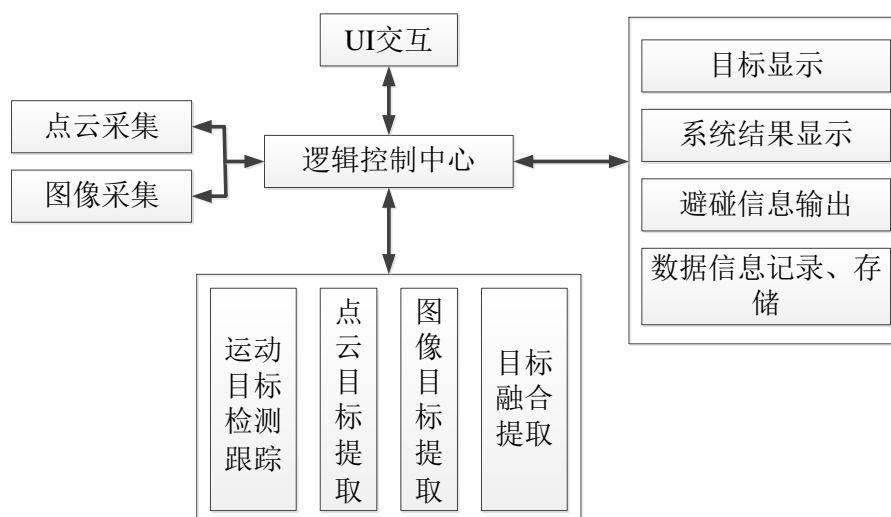 UI交互
点云采集
图像采集
逻辑控制中心
目标显示
系统结果显示
避碰信息输出
数据信息记录、存
储
运动
目标
检测
跟踪
点
云
目
标
提
取
图
像
目
标
提
取
目标
融合
提取